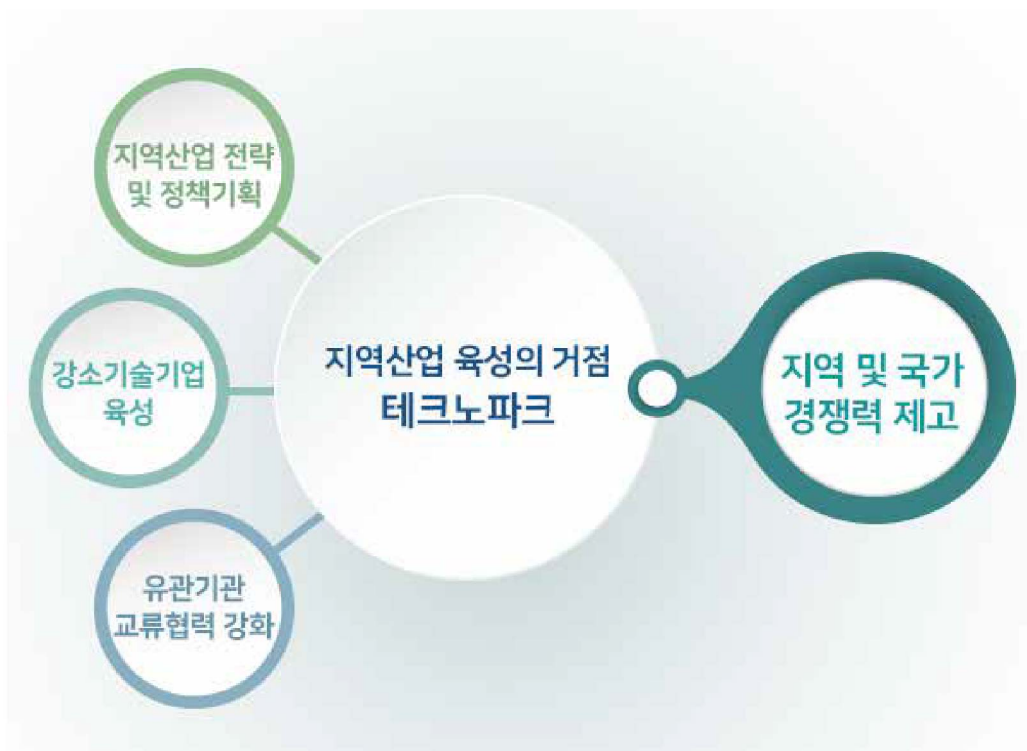 지역산업 전략
및 정책기획
강소기술기업
육성
유관기관
교류협력 강화
지역산업 육성의 거점
테크노파크
지역 및 국가
경쟁력 제고